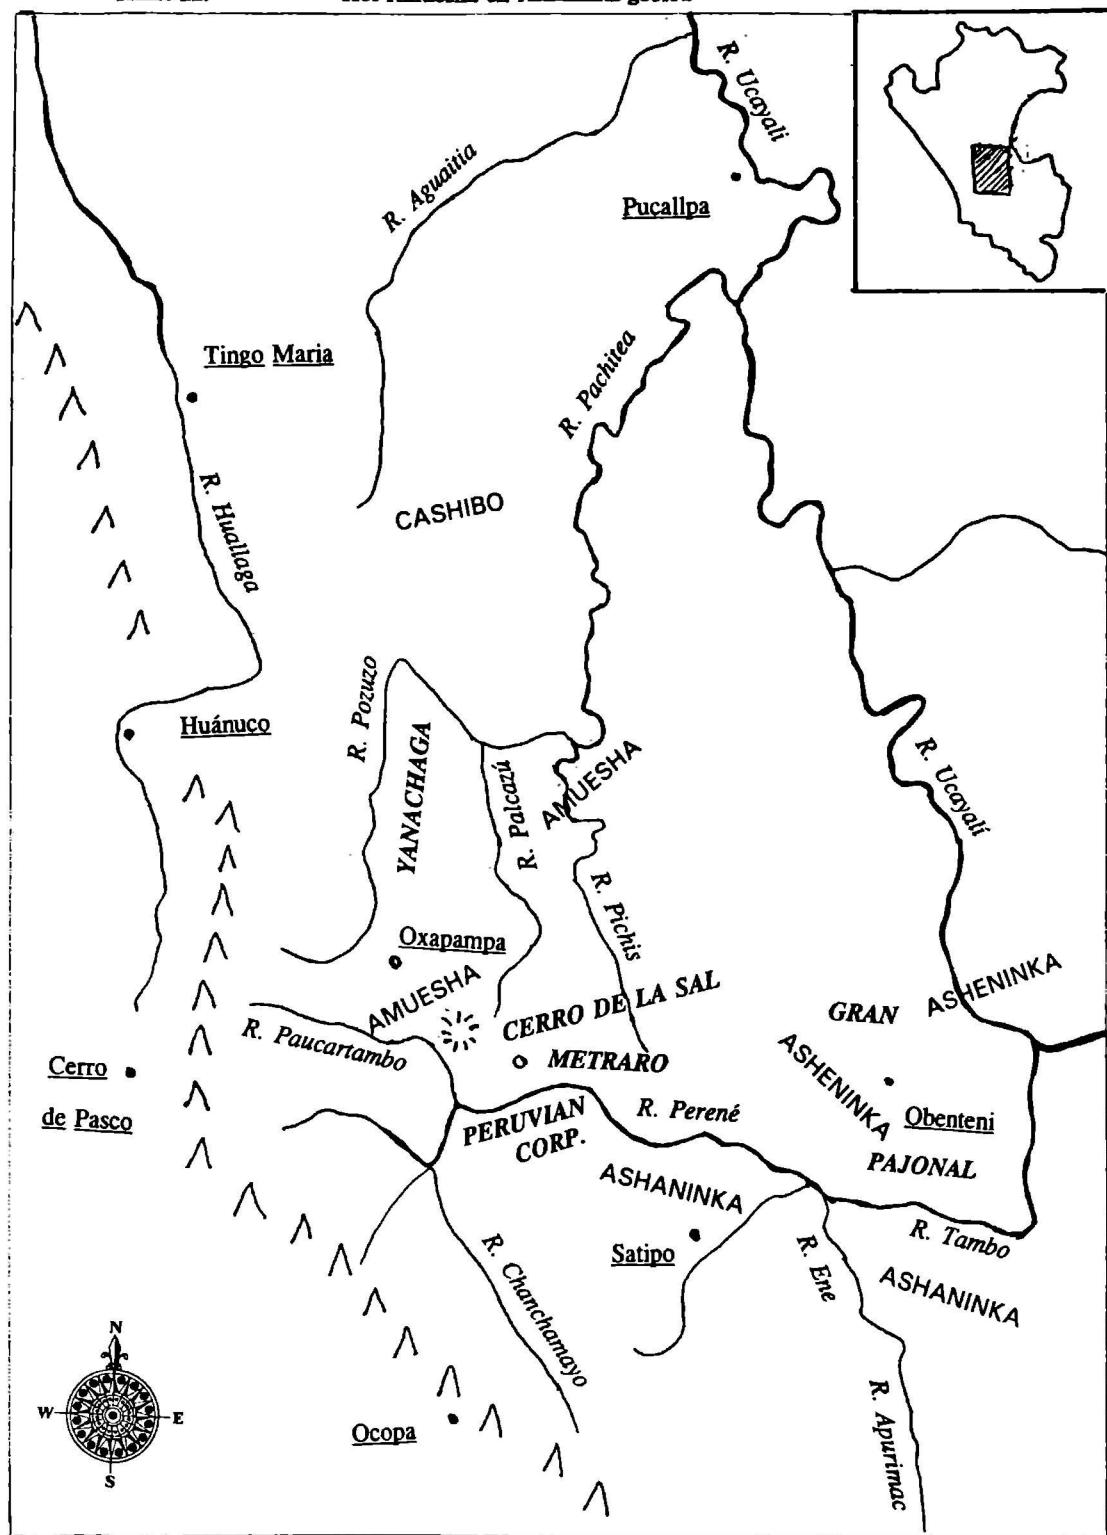 R. Ucayali
R. Aguaitia
Pucallpa
Tingo Maria
R. Pachitea
R. Huallaga
CASHIBO
R. Pozuzo
Huánuco
YANACHAGA
R. Palcazú
AMUESHA
R. Ucayalí
R. Pichis
Oxapampa
AMUESHA
CERRO DE LA SAL
GRAN
ASHENINKA
R. Paucartambo
METRARO
ASHENINKA
Cerro
de Pasco
PERUVIAN
CORP.
R. Perené
Obenteni
PAJONAL
ASHANINKA
Satipo
R. Tambo
R. Ene
ASHANINKA
R. Chanchamayo
R. Apurimac
Ocopa
N
W
E
S